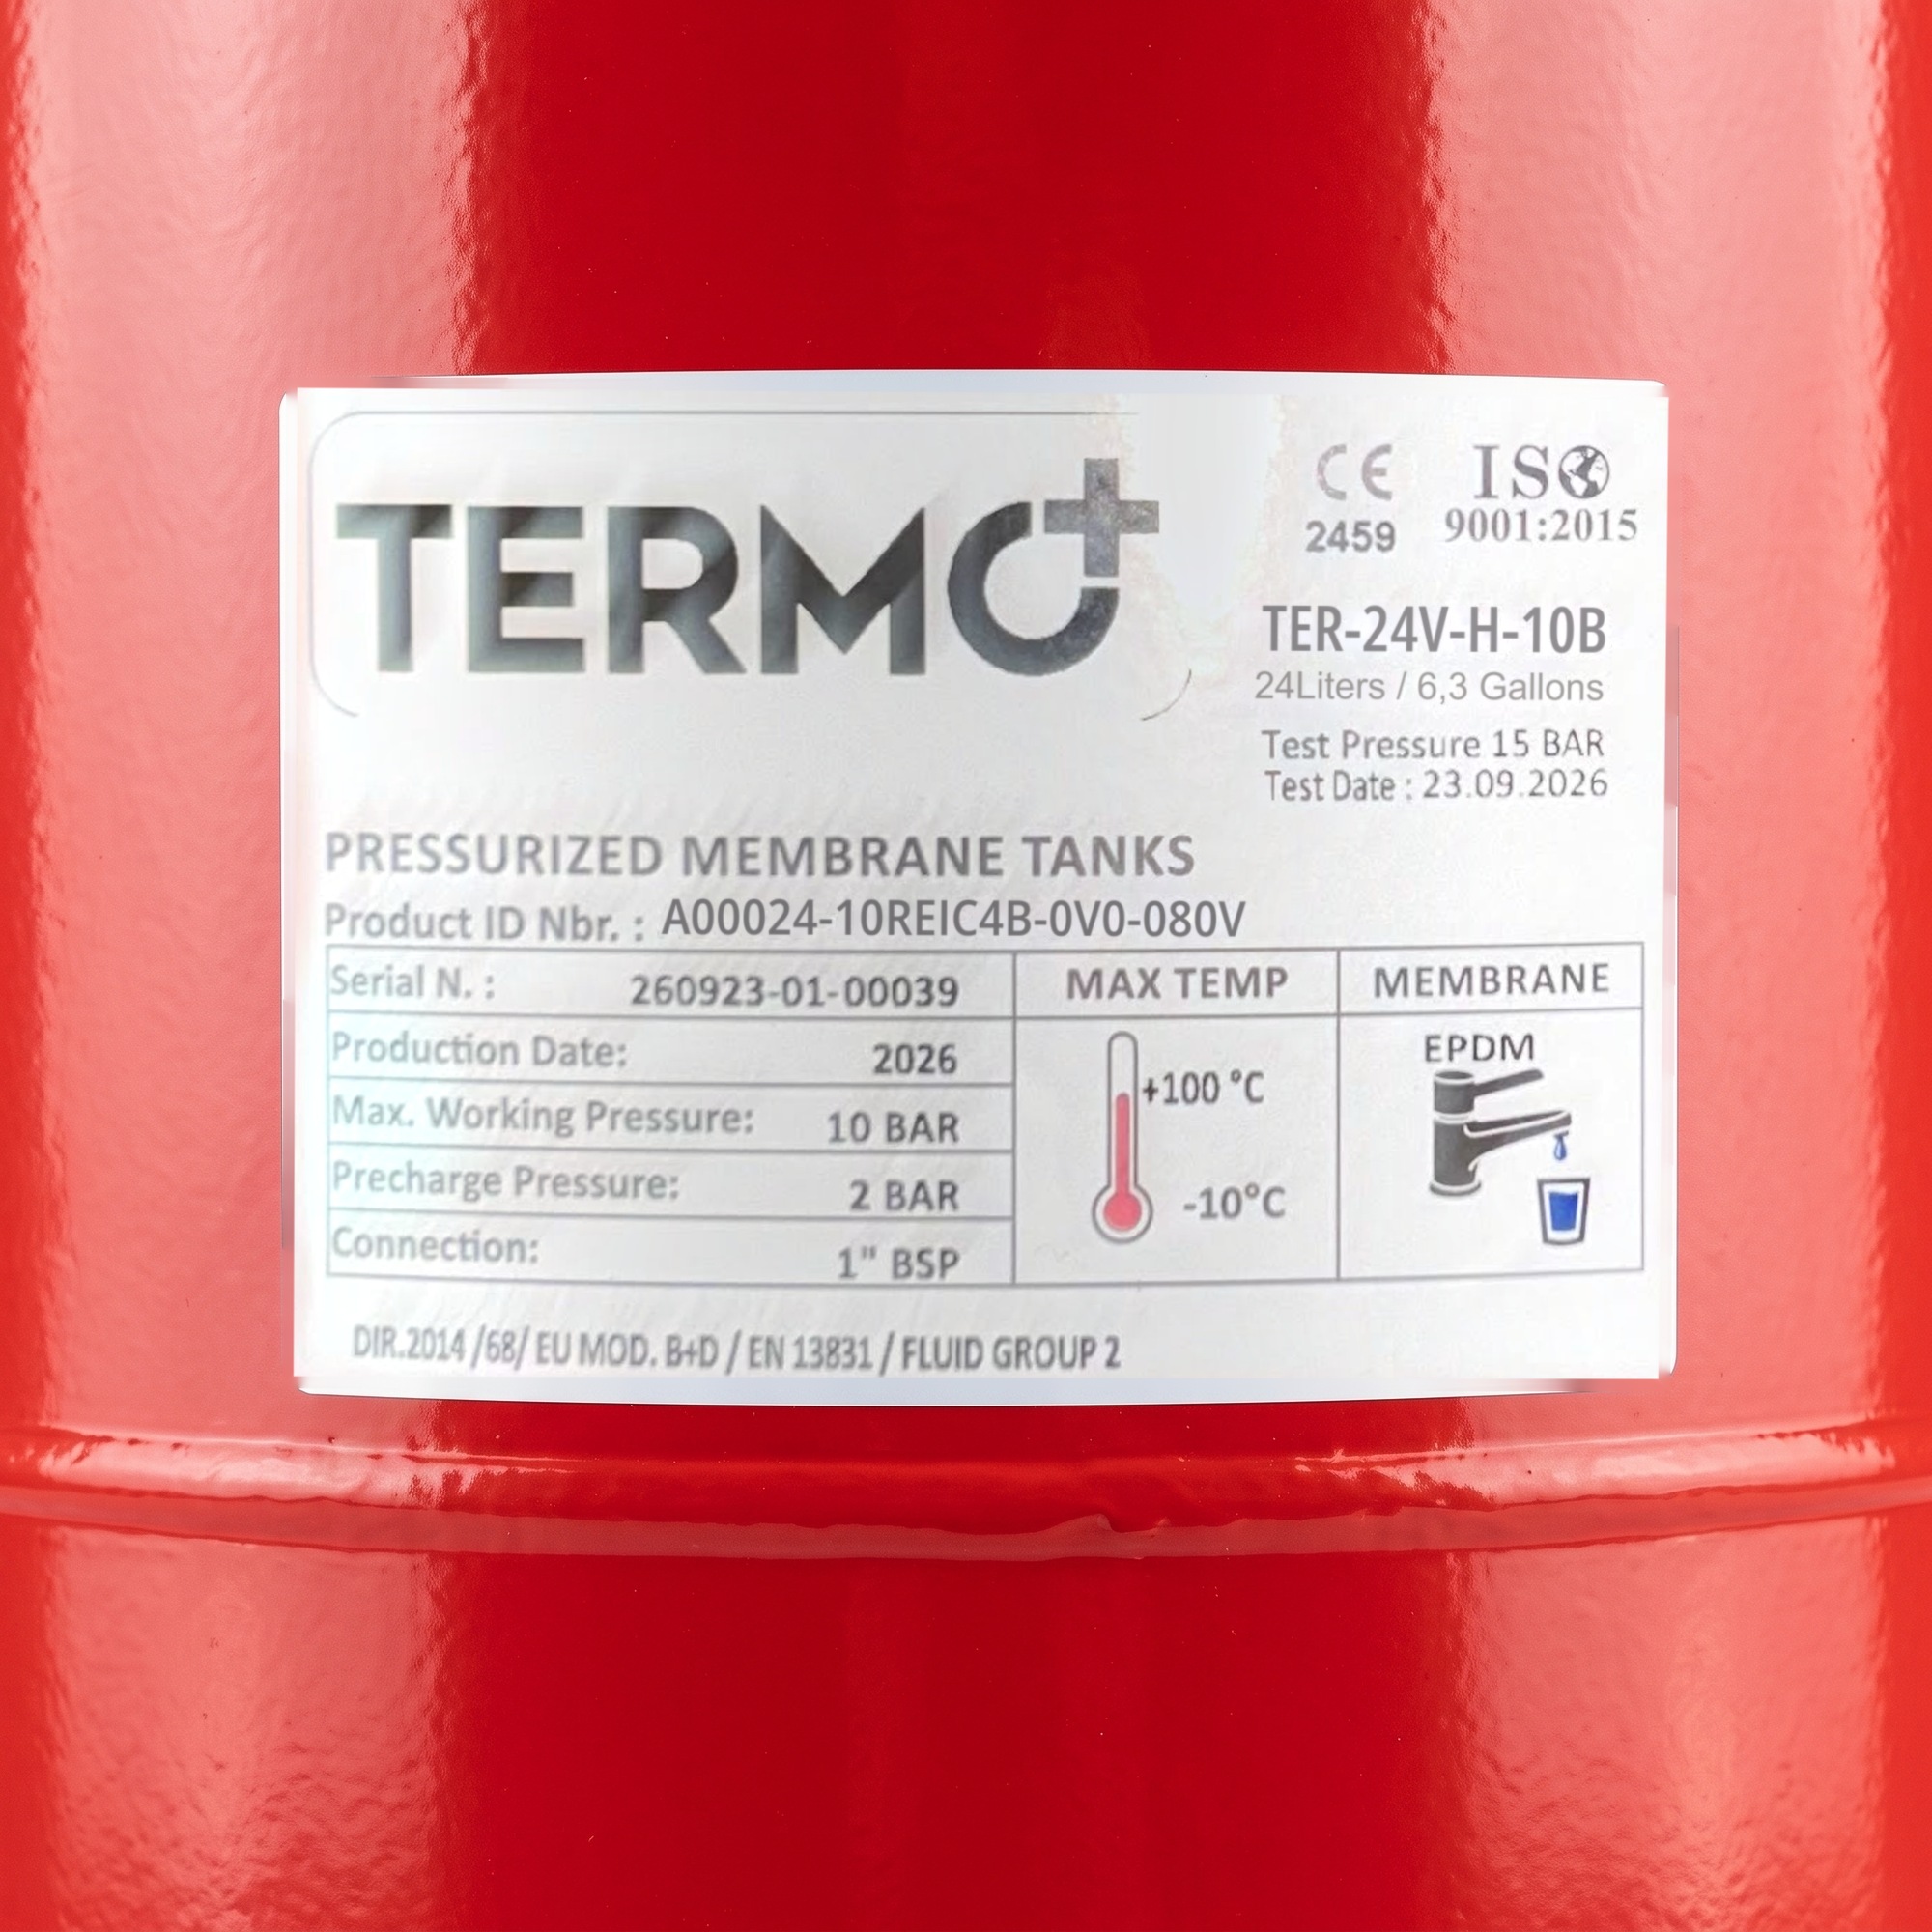 TERMO+
CE
2459
ISO
9001:2015
TER-24V-H-10B
24Liters / 6,3 Gallons
Test Pressure 15 BAR
Test Date : 23.09.2026
PRESSURIZED MEMBRANE TANKS
Product ID Nbr. : A00024-10REIC4B-0V0-080V
Serial N. : 260923-01-00039
Production Date: 2026
Max. Working Pressure: 10 BAR
Precharge Pressure: 2 BAR
Connection: 1" BSP
MAX TEMP
+100 °C
-10°C
MEMBRANE
EPDM
DIR.2014 /68/ EU MOD. B+D / EN 13831 / FLUID GROUP 2